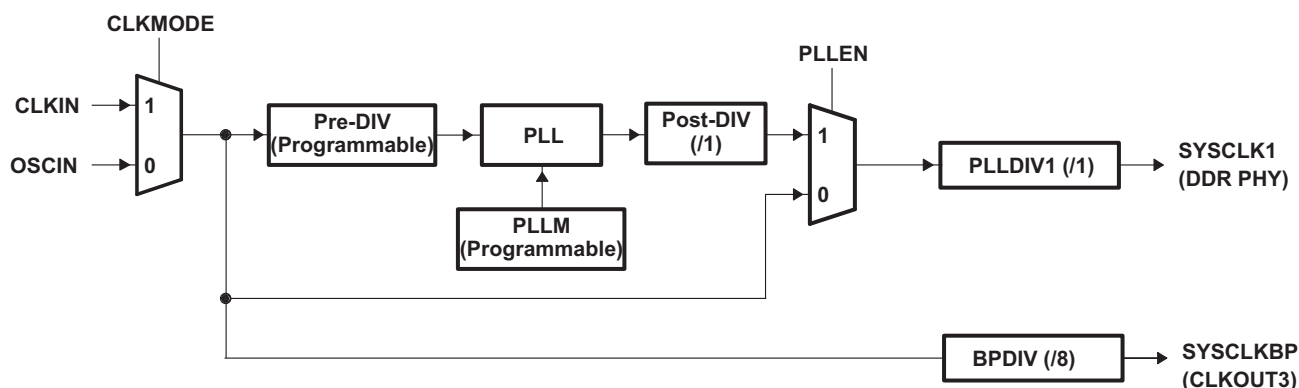 CLKMODE
PLLEN
CLKIN
1
OSCIN
0
Pre-DIV
(Programmable)
PLL
Post-DIV
(/1)
1
0
PLLDIV1 (/1)
SYSCLK1
(DDR PHY)
PLLM
(Programmable)
BPDIV (/8)
SYSCLKBP
(CLKOUT3)